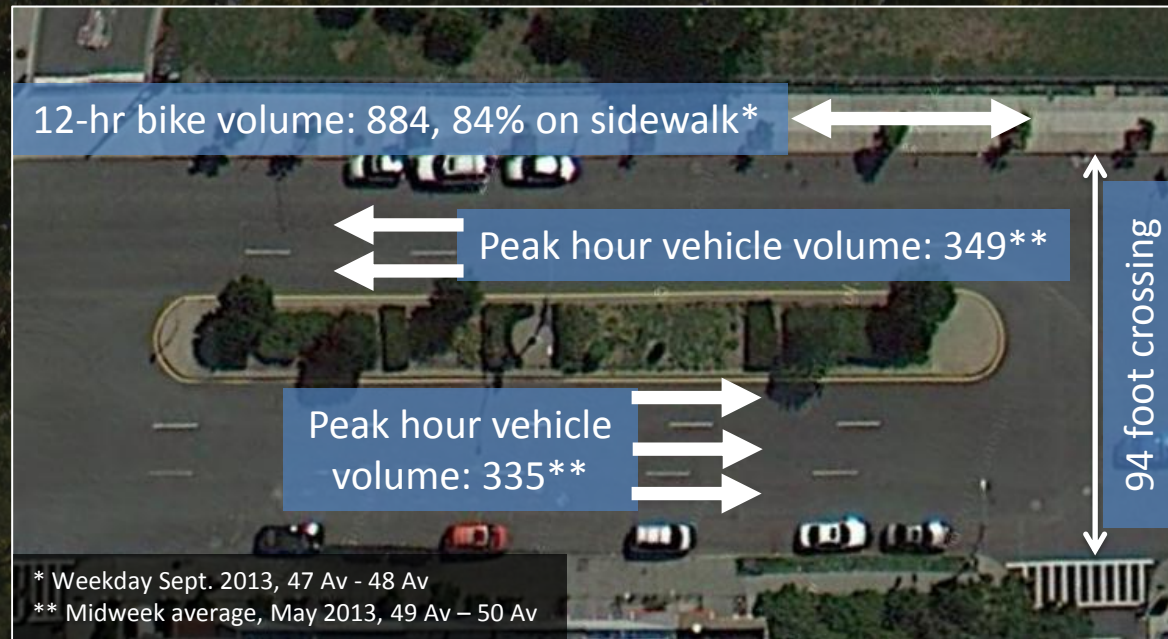 12-hr bike volume: 884, 84% on sidewalk*
Peak hour vehicle volume: 349**
Peak hour vehicle
volume: 335**
94 foot crossing
* Weekday Sept. 2013, 47 Av - 48 Av
** Midweek average, May 2013, 49 Av – 50 Av